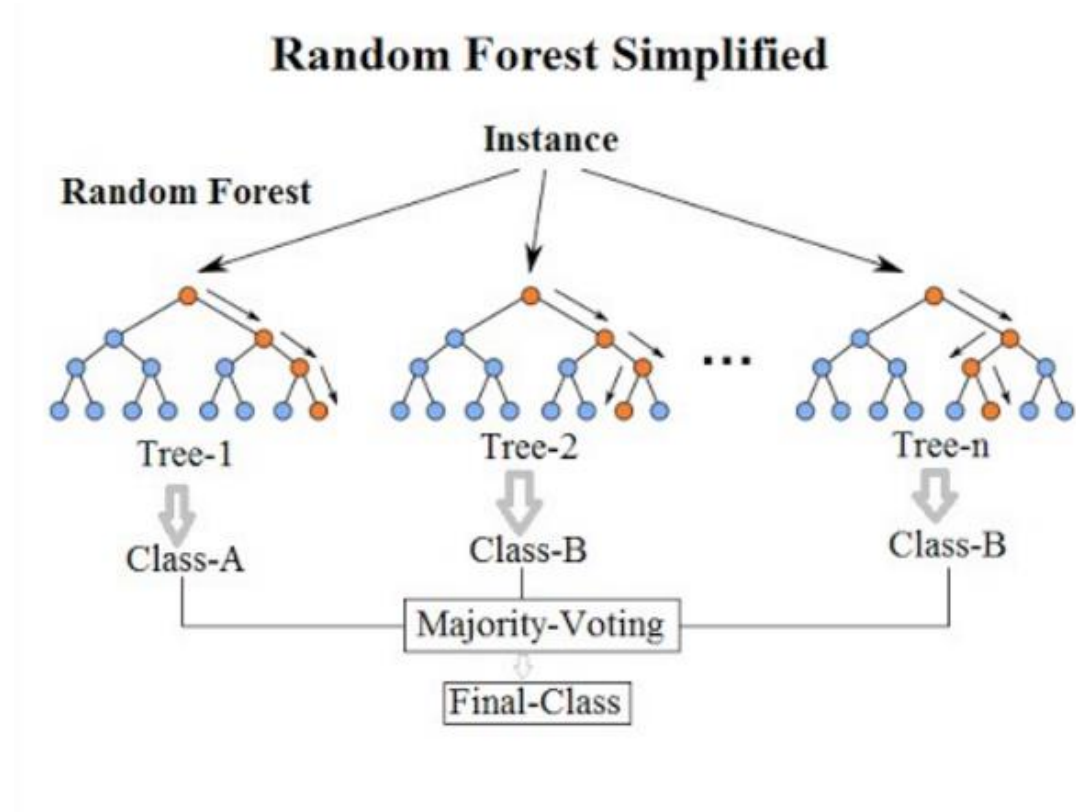 Random Forest Simplified
Instance
Random Forest
...
Tree-1
Tree-2
Tree-n
Class-A
Class-B
Class-B
Majority-Voting
Final-Class